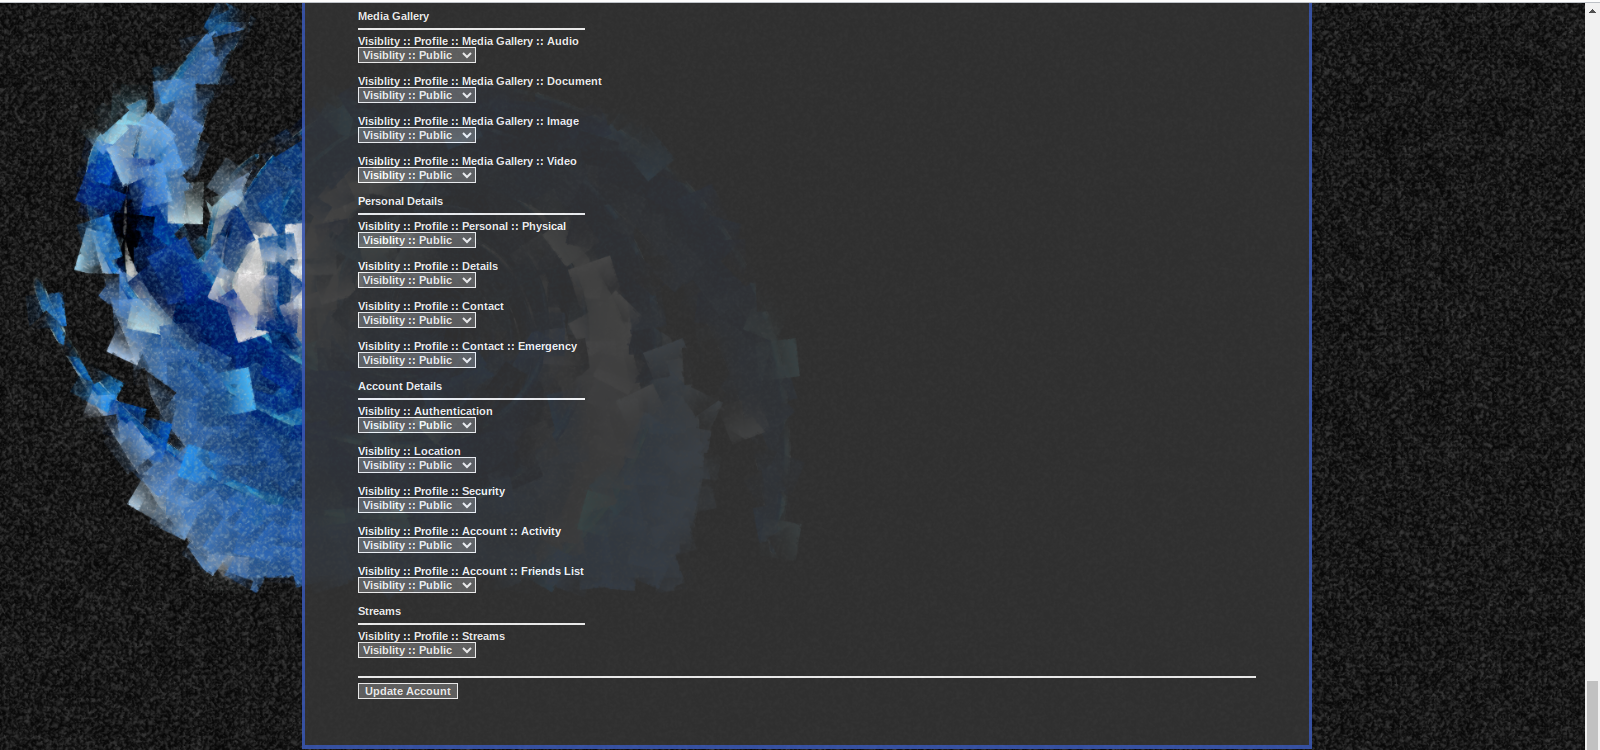 Media Gallery
Visiblity :: Profile :: Media Gallery :: Audio
Visiblity :: Public
Visiblity :: Profile :: Media Gallery :: Document
Visiblity :: Public
Visiblity :: Profile :: Media Gallery :: Image
Visiblity :: Public
Visiblity :: Profile :: Media Gallery :: Video
Visiblity :: Public
Personal Details
Visiblity :: Profile :: Personal :: Physical
Visiblity :: Public
Visiblity :: Profile :: Details
Visiblity :: Public
Visiblity :: Profile :: Contact
Visiblity :: Public
Visiblity :: Profile :: Contact :: Emergency
Visiblity :: Public
Account Details
Visiblity :: Authentication
Visiblity :: Public
Visiblity :: Location
Visiblity :: Public
Visiblity :: Profile :: Security
Visiblity :: Public
Visiblity :: Profile :: Account :: Activity
Visiblity :: Public
Visiblity :: Profile :: Account :: Friends List
Visiblity :: Public
Streams
Visiblity :: Profile :: Streams
Visiblity :: Public
Update Account